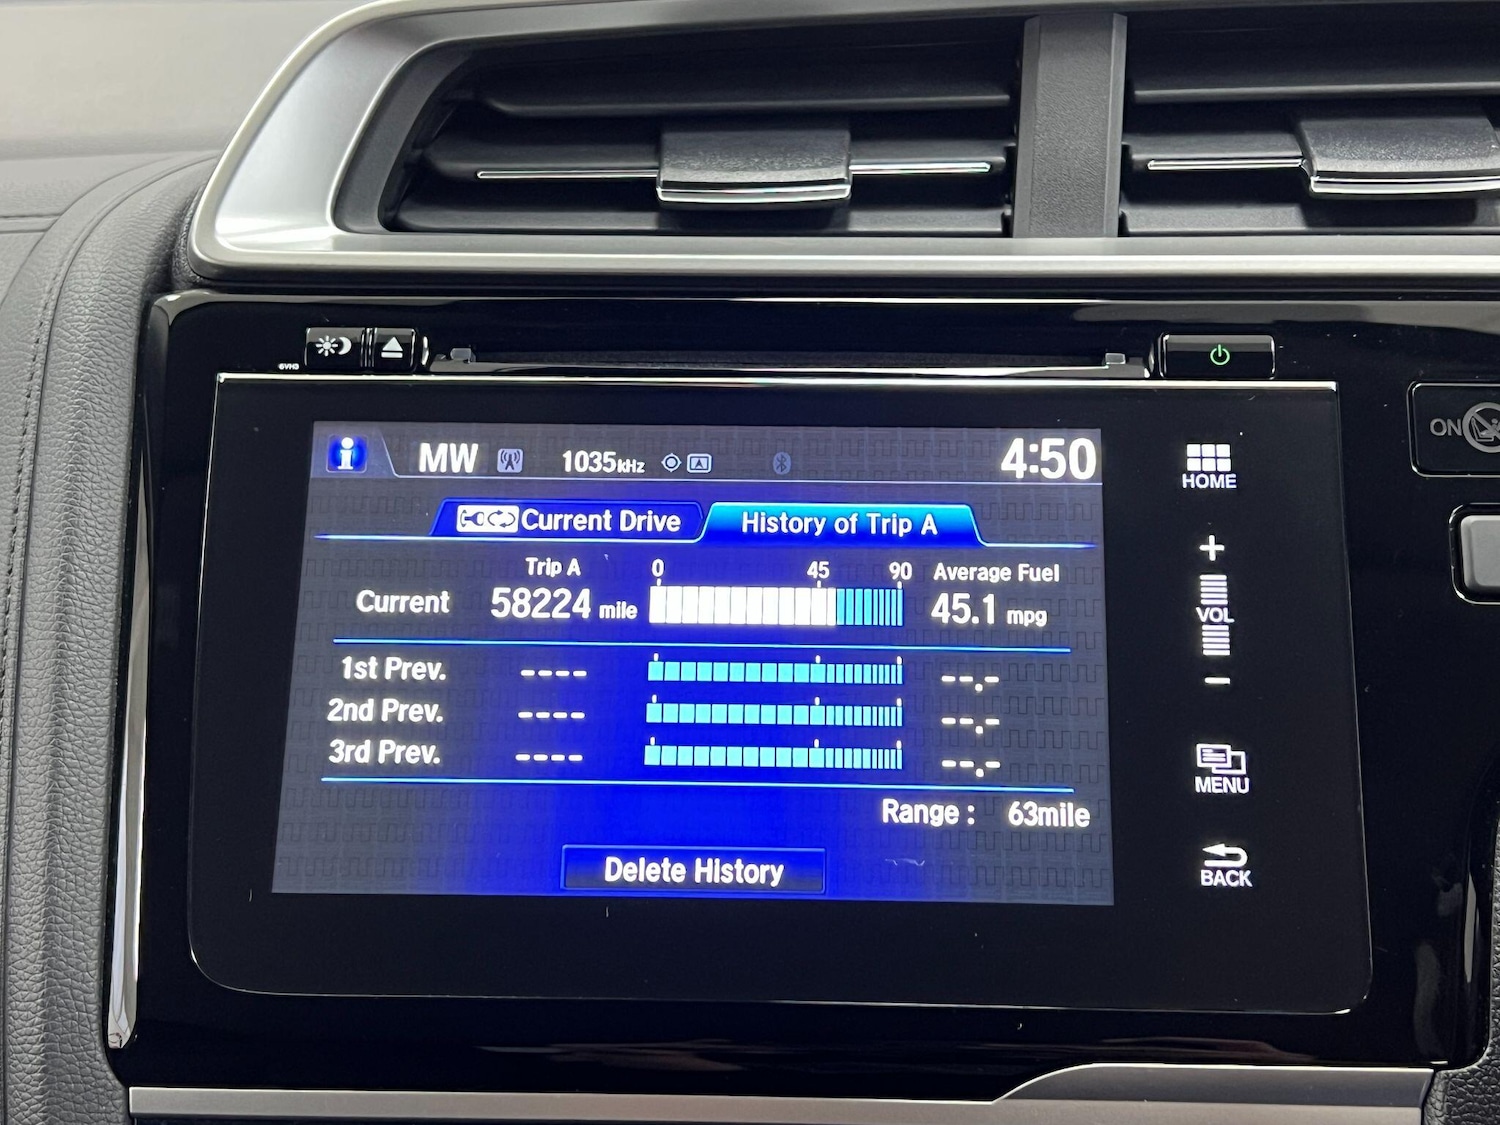 6VH3
MW 1035kHz 4:50
HOME
Current Drive History of Trip A
Trip A 0 45 90 Average Fuel
Current 58224 mile 45.1 mpg
1st Prev. ---- --.-
2nd Prev. ---- --.-
3rd Prev. ---- --.-
Range : 63mile
Delete History
+
VOL
-
MENU
BACK
ON